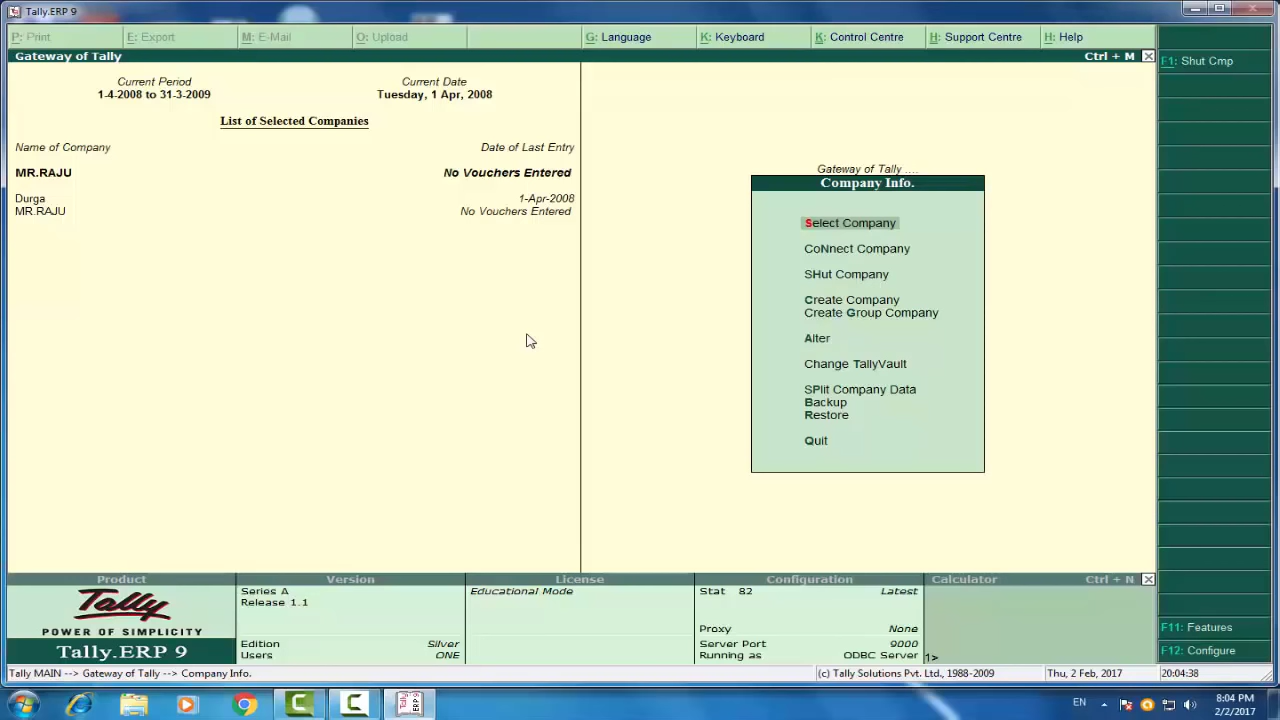 Tally.ERP 9
P: Print E: Export M: E-Mail O: Upload G: Language K: Keyboard K: Control Centre H: Support Centre H: Help
Gateway of Tally Ctrl + M
F1: Shut Cmp
Current Period Current Date
1-4-2008 to 31-3-2009 Tuesday, 1 Apr, 2008
List of Selected Companies
Name of Company Date of Last Entry
MR.RAJU No Vouchers Entered
Durga 1-Apr-2008
MR.RAJU No Vouchers Entered
Gateway of Tally ....
Company Info.
Select Company
CoNnect Company
SHut Company
Create Company
Create Group Company
Alter
Change TallyVault
SPlit Company Data
Backup
Restore
Quit
Product Version License Configuration Calculator Ctrl + N
Tally
POWER OF SIMPLICITY
Tally.ERP 9
Series A
Release 1.1
Edition Silver
Users ONE
Educational Mode
Stat 82 Latest
Proxy None
Server Port 9000
Running as ODBC Server
1>
F11: Features
F12: Configure
Tally MAIN --> Gateway of Tally --> Company Info. (c) Tally Solutions Pvt. Ltd., 1988-2009 Thu, 2 Feb, 2017 20:04:38
EN 8:04 PM
2/2/2017